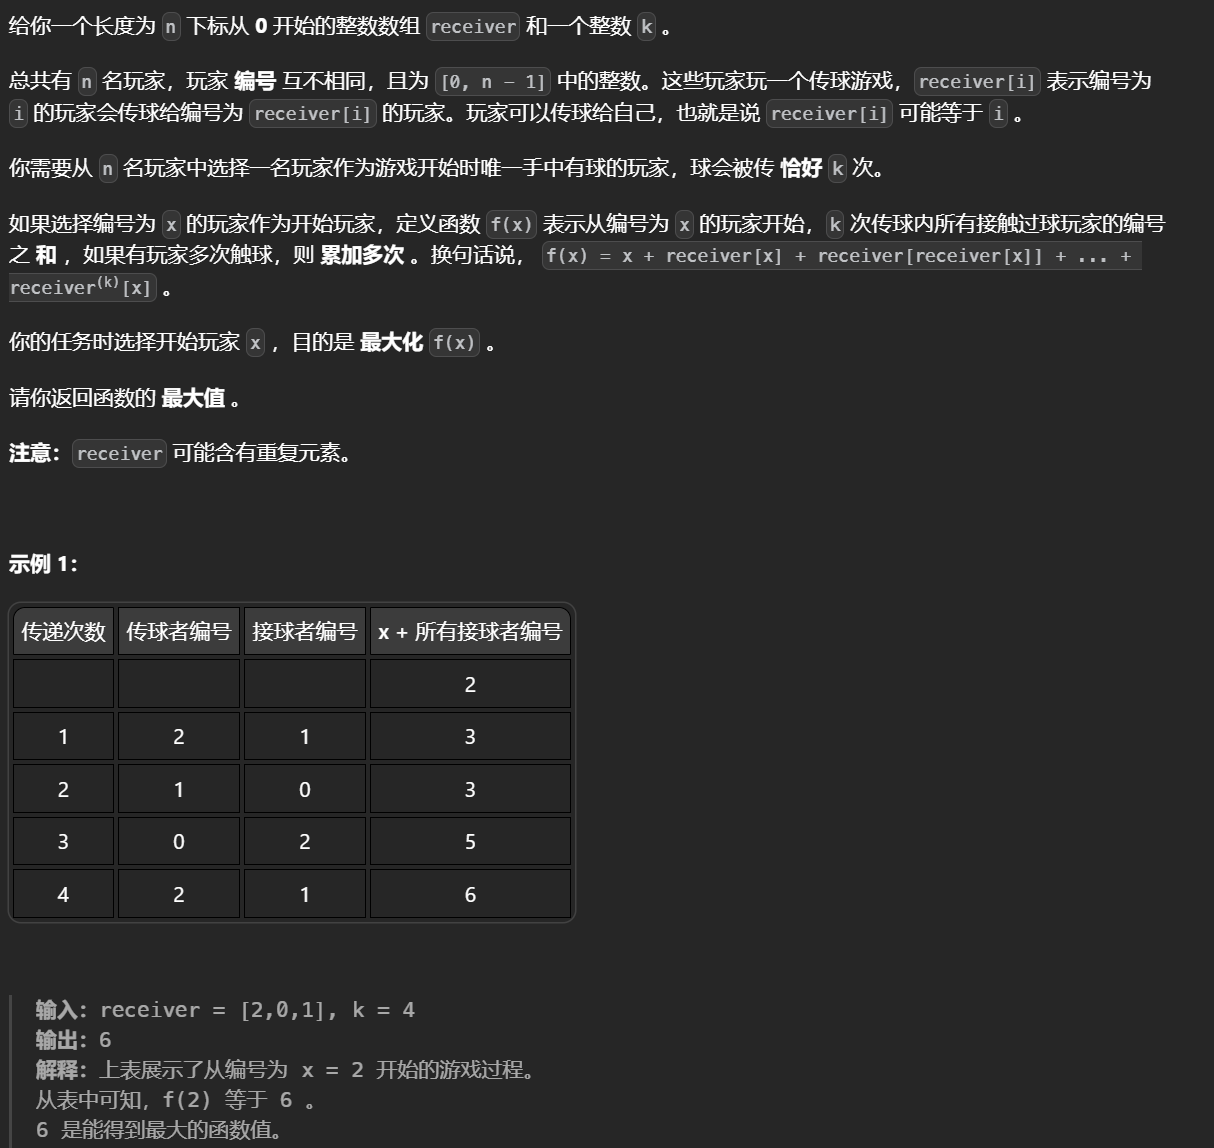 给你一个长度为 n 下标从 0 开始的整数数组 receiver 和一个整数 k 。
总共有 n 名玩家，玩家 编号 互不相同，且为 [0, n - 1] 中的整数。这些玩家玩一个传球游戏， receiver[i] 表示编号为
i 的玩家会传球给编号为 receiver[i] 的玩家。玩家可以传球给自己，也就是说 receiver[i] 可能等于 i 。
你需要从 n 名玩家中选择一名玩家作为游戏开始时唯一手中有球的玩家，球会被传 恰好 k 次。
如果选择编号为 x 的玩家作为开始玩家，定义函数 f(x) 表示从编号为 x 的玩家开始， k 次传球内所有接触过球玩家的编号
之 和 ，如果有玩家多次触球，则 累加多次 。换句话说， f(x) = x + receiver[x] + receiver[receiver[x]] + ... +
receiver(k)[x] 。
你的任务时选择开始玩家 x ，目的是 最大化 f(x) 。
请你返回函数的 最大值 。
注意： receiver 可能含有重复元素。
示例 1：
传递次数 传球者编号 接球者编号 x + 所有接球者编号
2
1 2 1 3
2 1 0 3
3 0 2 5
4 2 1 6
输入：receiver = [2,0,1], k = 4
输出：6
解释：上表展示了从编号为 x = 2 开始的游戏过程。
从表中可知，f(2) 等于 6 。
6 是能得到最大的函数值。